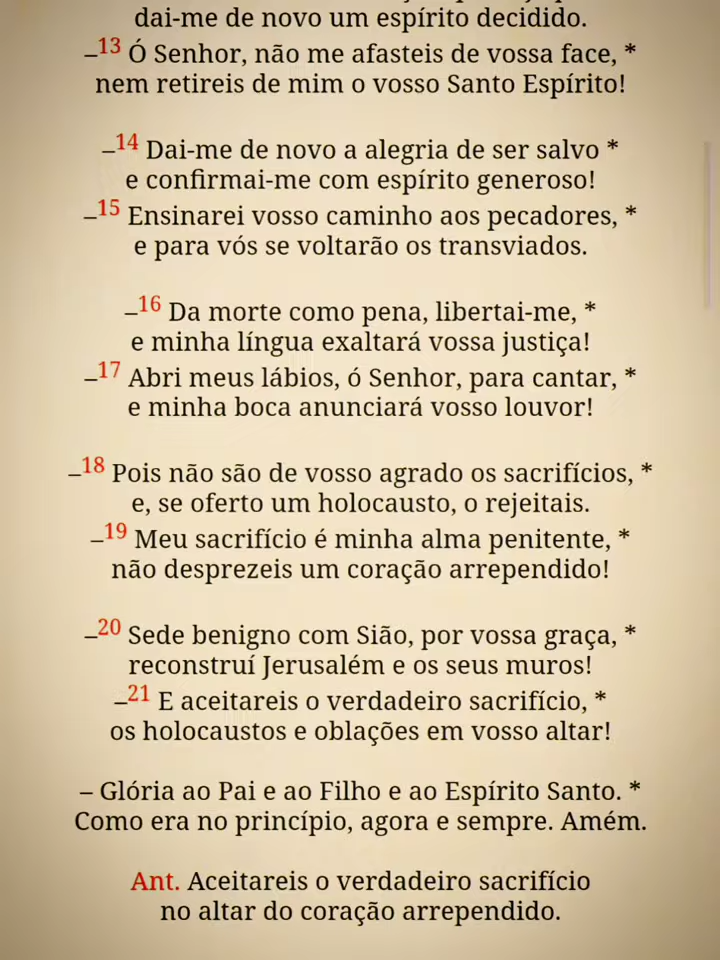 dai-me de novo um espírito decidido.
–13 Ó Senhor, não me afasteis de vossa face, *
nem retireis de mim o vosso Santo Espírito!
–14 Dai-me de novo a alegria de ser salvo *
e confirmai-me com espírito generoso!
–15 Ensinarei vosso caminho aos pecadores, *
e para vós se voltarão os transviados.
–16 Da morte como pena, libertai-me, *
e minha língua exaltará vossa justiça!
–17 Abri meus lábios, ó Senhor, para cantar, *
e minha boca anunciará vosso louvor!
–18 Pois não são de vosso agrado os sacrifícios, *
e, se oferto um holocausto, o rejeitais.
–19 Meu sacrifício é minha alma penitente, *
não desprezeis um coração arrependido!
–20 Sede benigno com Sião, por vossa graça, *
reconstruí Jerusalém e os seus muros!
–21 E aceitareis o verdadeiro sacrifício, *
os holocaustos e oblações em vosso altar!
– Glória ao Pai e ao Filho e ao Espírito Santo. *
Como era no princípio, agora e sempre. Amém.
Ant. Aceitareis o verdadeiro sacrifício
no altar do coração arrependido.